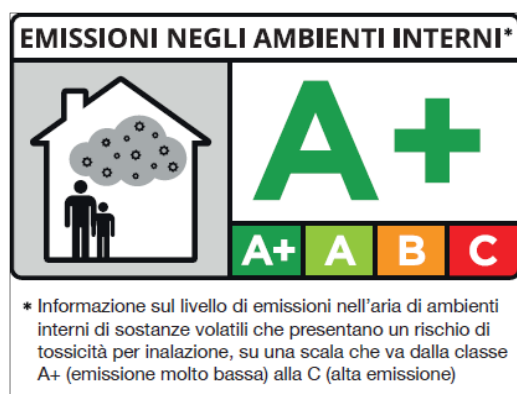 EMISSIONI NEGLI AMBIENTI INTERNI*
A+
A+ A B C
* Informazione sul livello di emissioni nell'aria di ambienti
interni di sostanze volatili che presentano un rischio di
tossicità per inalazione, su una scala che va dalla classe
A+ (emissione molto bassa) alla C (alta emissione)